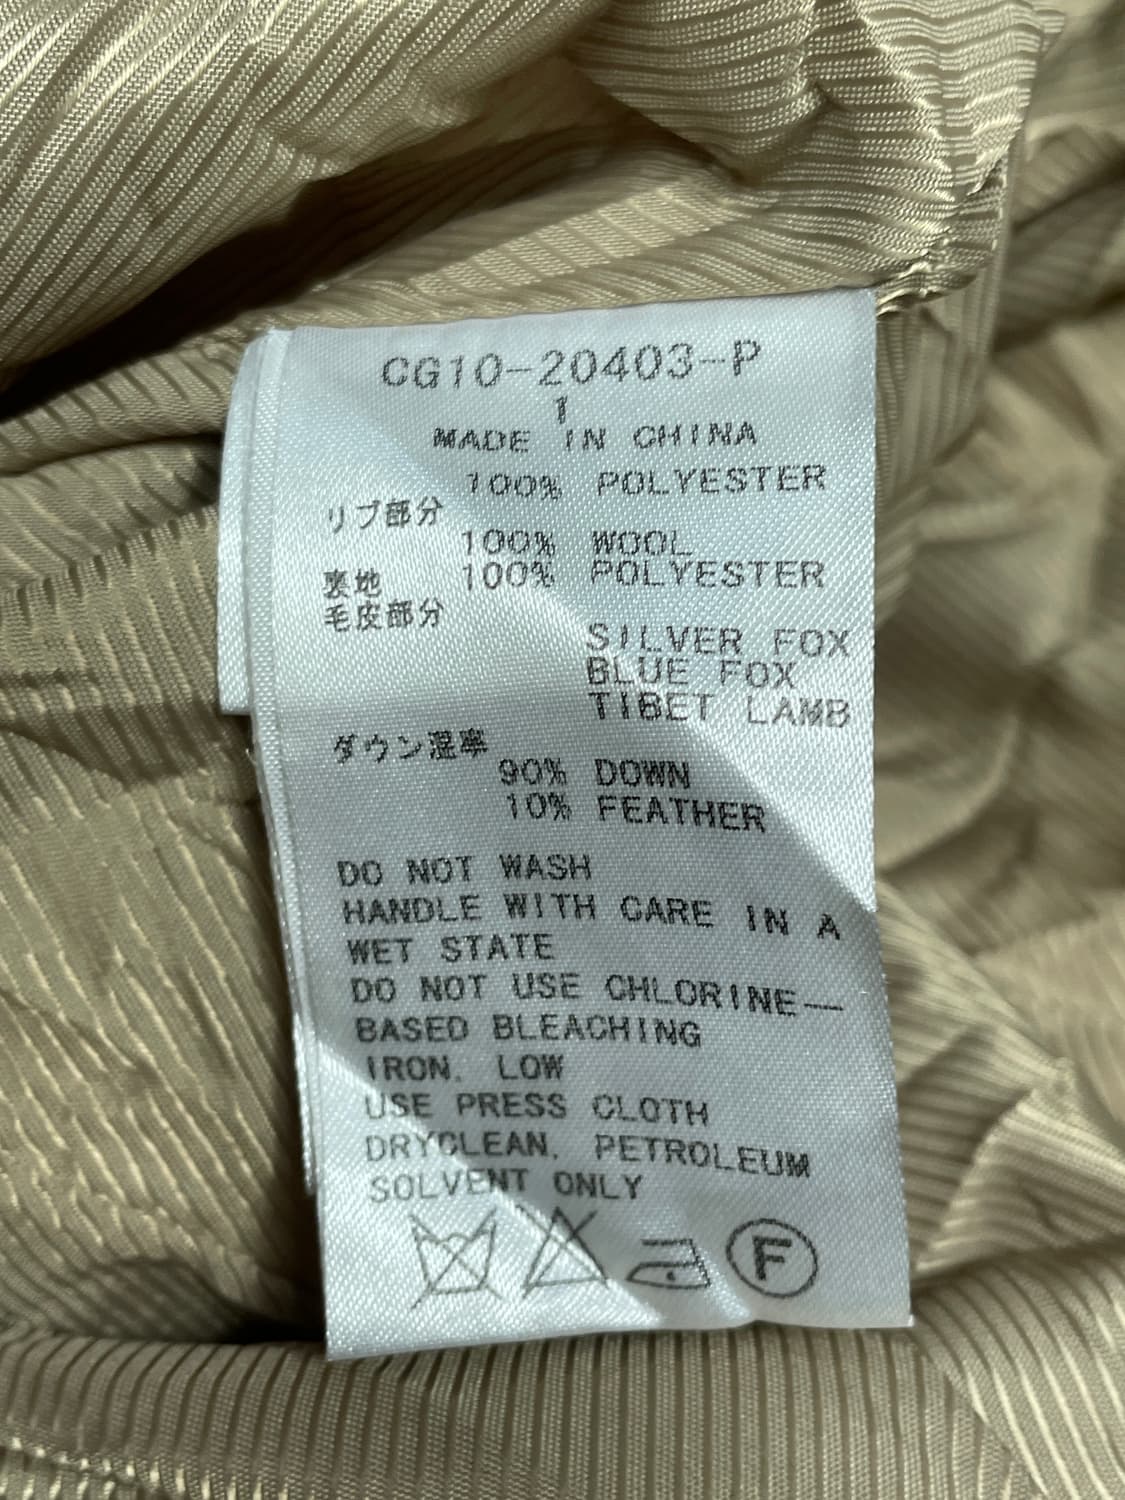 CG10-20403-P
1
MADE IN CHINA
100% POLYESTER
リブ部分
100% WOOL
裏地 100% POLYESTER
毛皮部分
SILVER FOX
BLUE FOX
TIBET LAMB
ダウン混率
90% DOWN
10% FEATHER
DO NOT WASH
HANDLE WITH CARE IN A
WET STATE
DO NOT USE CHLORINE-
BASED BLEACHING
IRON. LOW
USE PRESS CLOTH
DRYCLEAN. PETROLEUM
SOLVENT ONLY
F